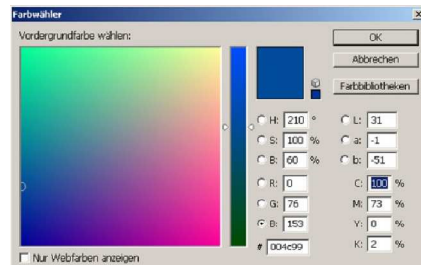 Farbwähler
Vordergrundfarbe wählen:
OK
Abbrechen
Farbbibliotheken
H: 210 °
S: 100 %
B: 60 %
R: 0
G: 76
B: 153
# 004c99
L: 31
a: -1
b: -51
C: 100 %
M: 73 %
Y: 0 %
K: 2 %
Nur Webfarben anzeigen